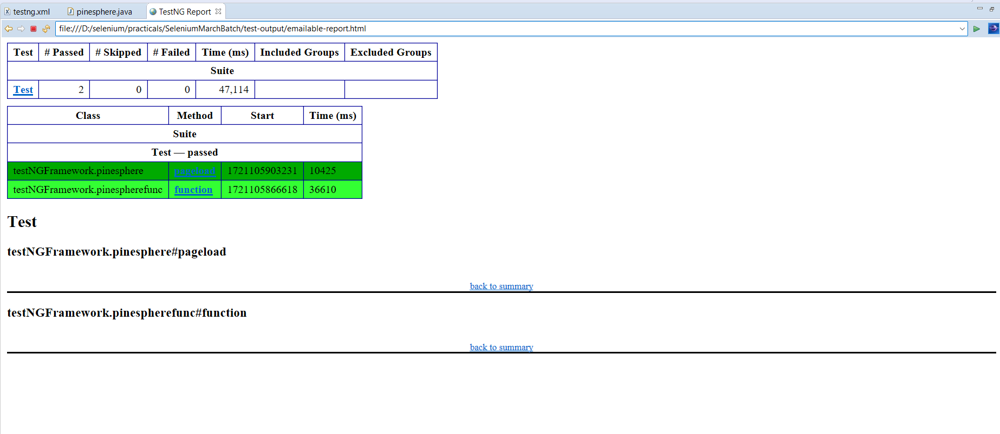 testng.xml pinesphere.java TestNG Report
file:///D:/selenium/practicals/SeleniumMarchBatch/test-output/emailable-report.html
Test # Passed # Skipped # Failed Time (ms) Included Groups Excluded Groups
Suite
Test 2 0 0 47,114
Class Method Start Time (ms)
Suite
Test — passed
testNGFramework.pinesphere pageload 1721105903231 10425
testNGFramework.pinespherefunc function 1721105866618 36610
Test
testNGFramework.pinesphere#pageload
back to summary
testNGFramework.pinespherefunc#function
back to summary